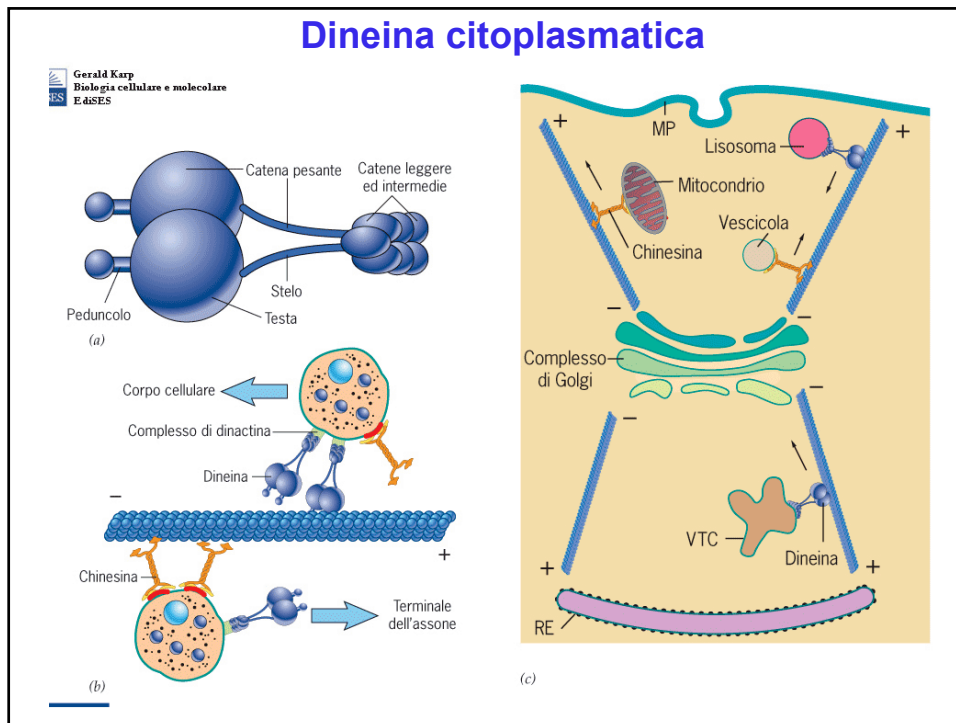 Dineina citoplasmatica
Gerald Karp
Biologia cellulare e molecolare
EdiSES
ES
Catena pesante
Catene leggere
ed intermedie
Stelo
Peduncolo
Testa
(a)
Corpo cellulare
Complesso di dinactina
Dineina
–
+
Chinesina
Terminale
dell'assone
(b)
+
MP
+
Lisosoma
Mitocondrio
Vescicola
Chinesina
–
–
Complesso
di Golgi
–
–
VTC
Dineina
+
+
RE
(c)